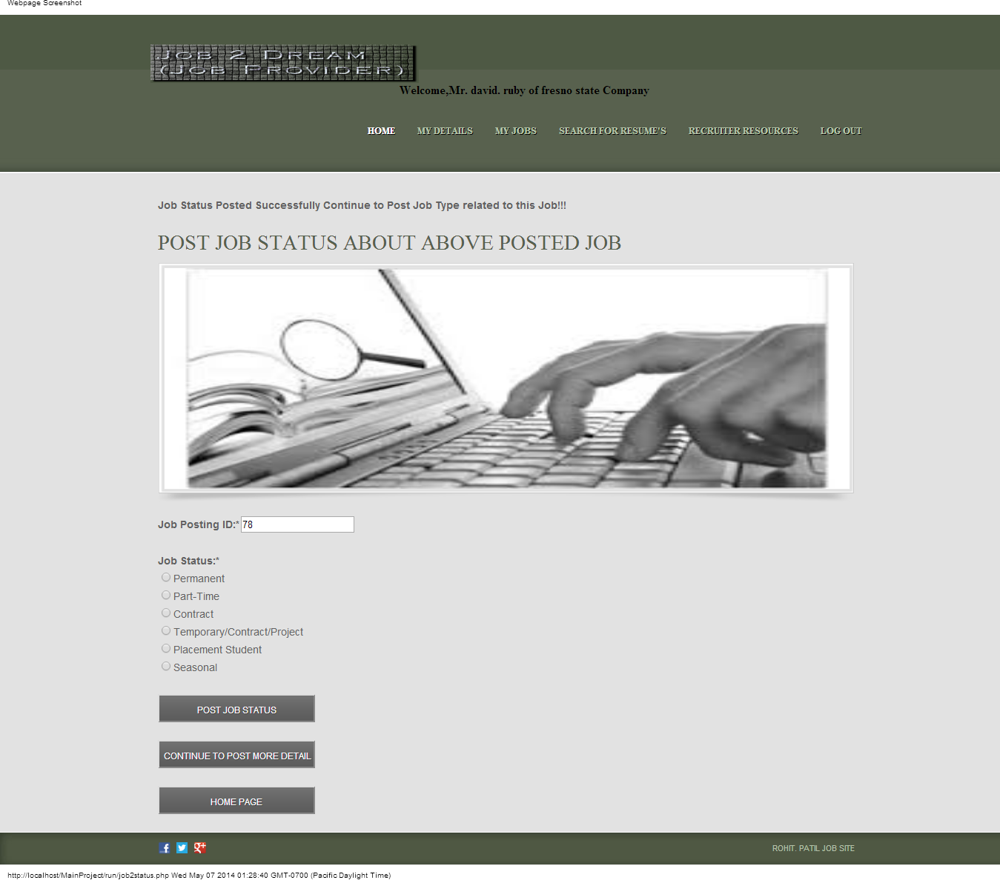 Webpage Screenshot
Job 2 Dream
(Job Provider)
Welcome,Mr. david. ruby of fresno state Company
HOME MY DETAILS MY JOBS SEARCH FOR RESUME'S RECRUITER RESOURCES LOG OUT
Job Status Posted Successfully Continue to Post Job Type related to this Job!!!
POST JOB STATUS ABOUT ABOVE POSTED JOB
Job Posting ID:* 78
Job Status:*
Permanent
Part-Time
Contract
Temporary/Contract/Project
Placement Student
Seasonal
POST JOB STATUS
CONTINUE TO POST MORE DETAIL
HOME PAGE
ROHIT. PATIL JOB SITE
http://localhost/MainProject/run/job2status.php Wed May 07 2014 01:28:40 GMT-0700 (Pacific Daylight Time)